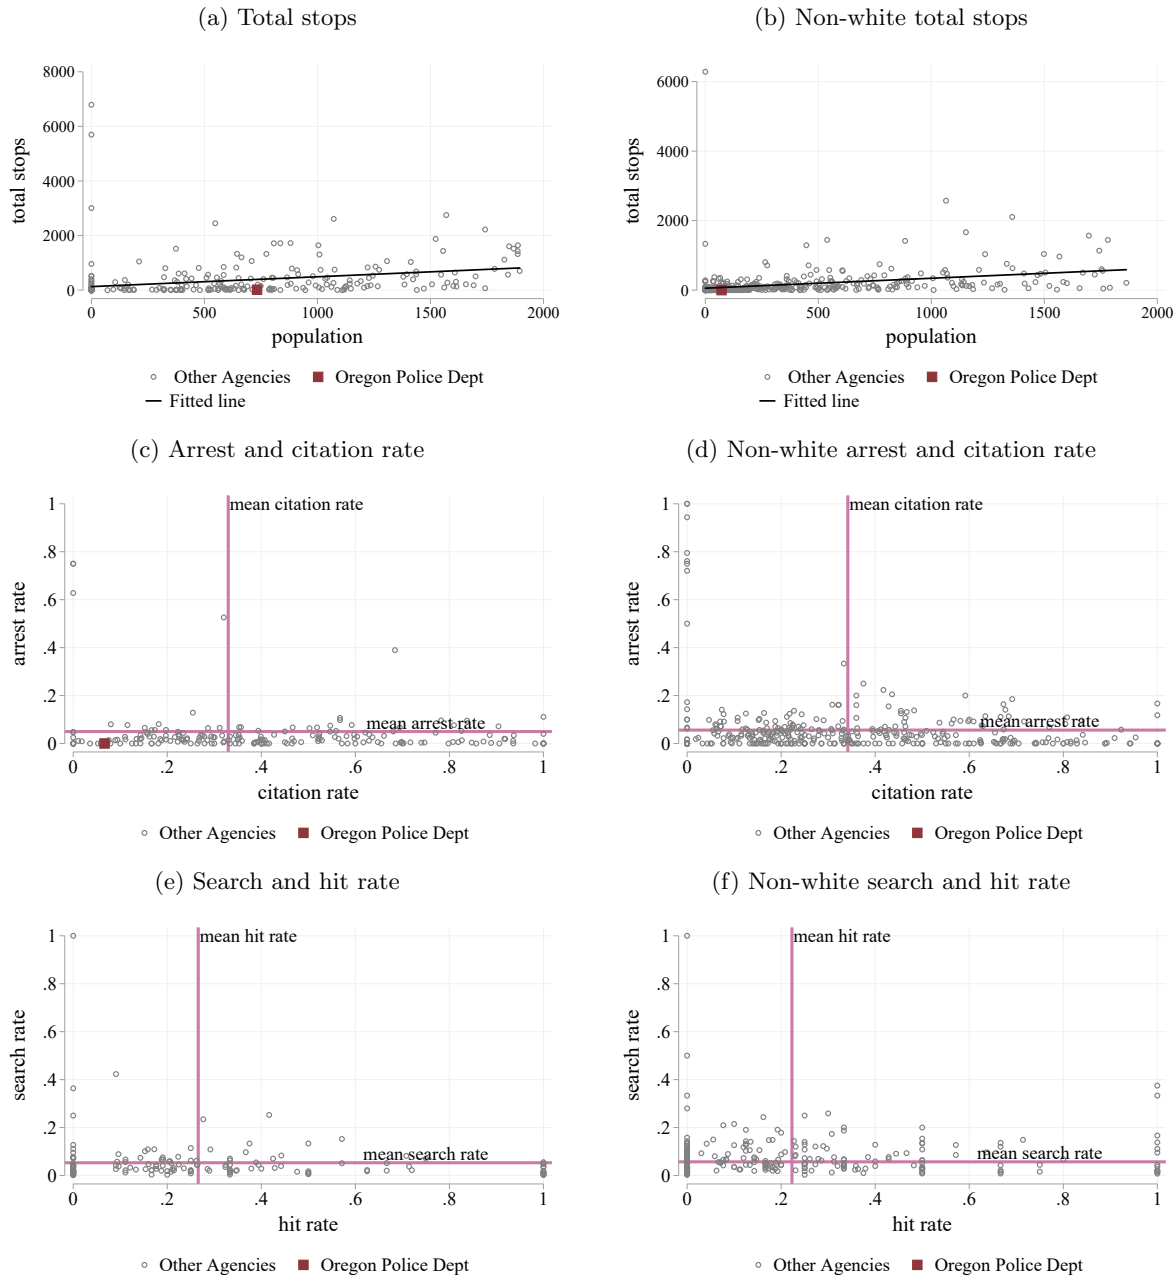 (a) Total stops
(b) Non-white total stops
8000
6000
4000
2000
0
total stops
0 500 1000 1500 2000
population
Other Agencies Oregon Police Dept
Fitted line
6000
4000
2000
0
total stops
0 500 1000 1500 2000
population
Other Agencies Oregon Police Dept
Fitted line
(c) Arrest and citation rate
(d) Non-white arrest and citation rate
1
.8
.6
.4
.2
0
arrest rate
mean citation rate
mean arrest rate
0 .2 .4 .6 .8 1
citation rate
Other Agencies Oregon Police Dept
1
.8
.6
.4
.2
0
arrest rate
mean citation rate
mean arrest rate
0 .2 .4 .6 .8 1
citation rate
Other Agencies Oregon Police Dept
(e) Search and hit rate
(f) Non-white search and hit rate
1
.8
.6
.4
.2
0
search rate
mean hit rate
mean search rate
0 .2 .4 .6 .8 1
hit rate
Other Agencies Oregon Police Dept
1
.8
.6
.4
.2
0
search rate
mean hit rate
mean search rate
0 .2 .4 .6 .8 1
hit rate
Other Agencies Oregon Police Dept